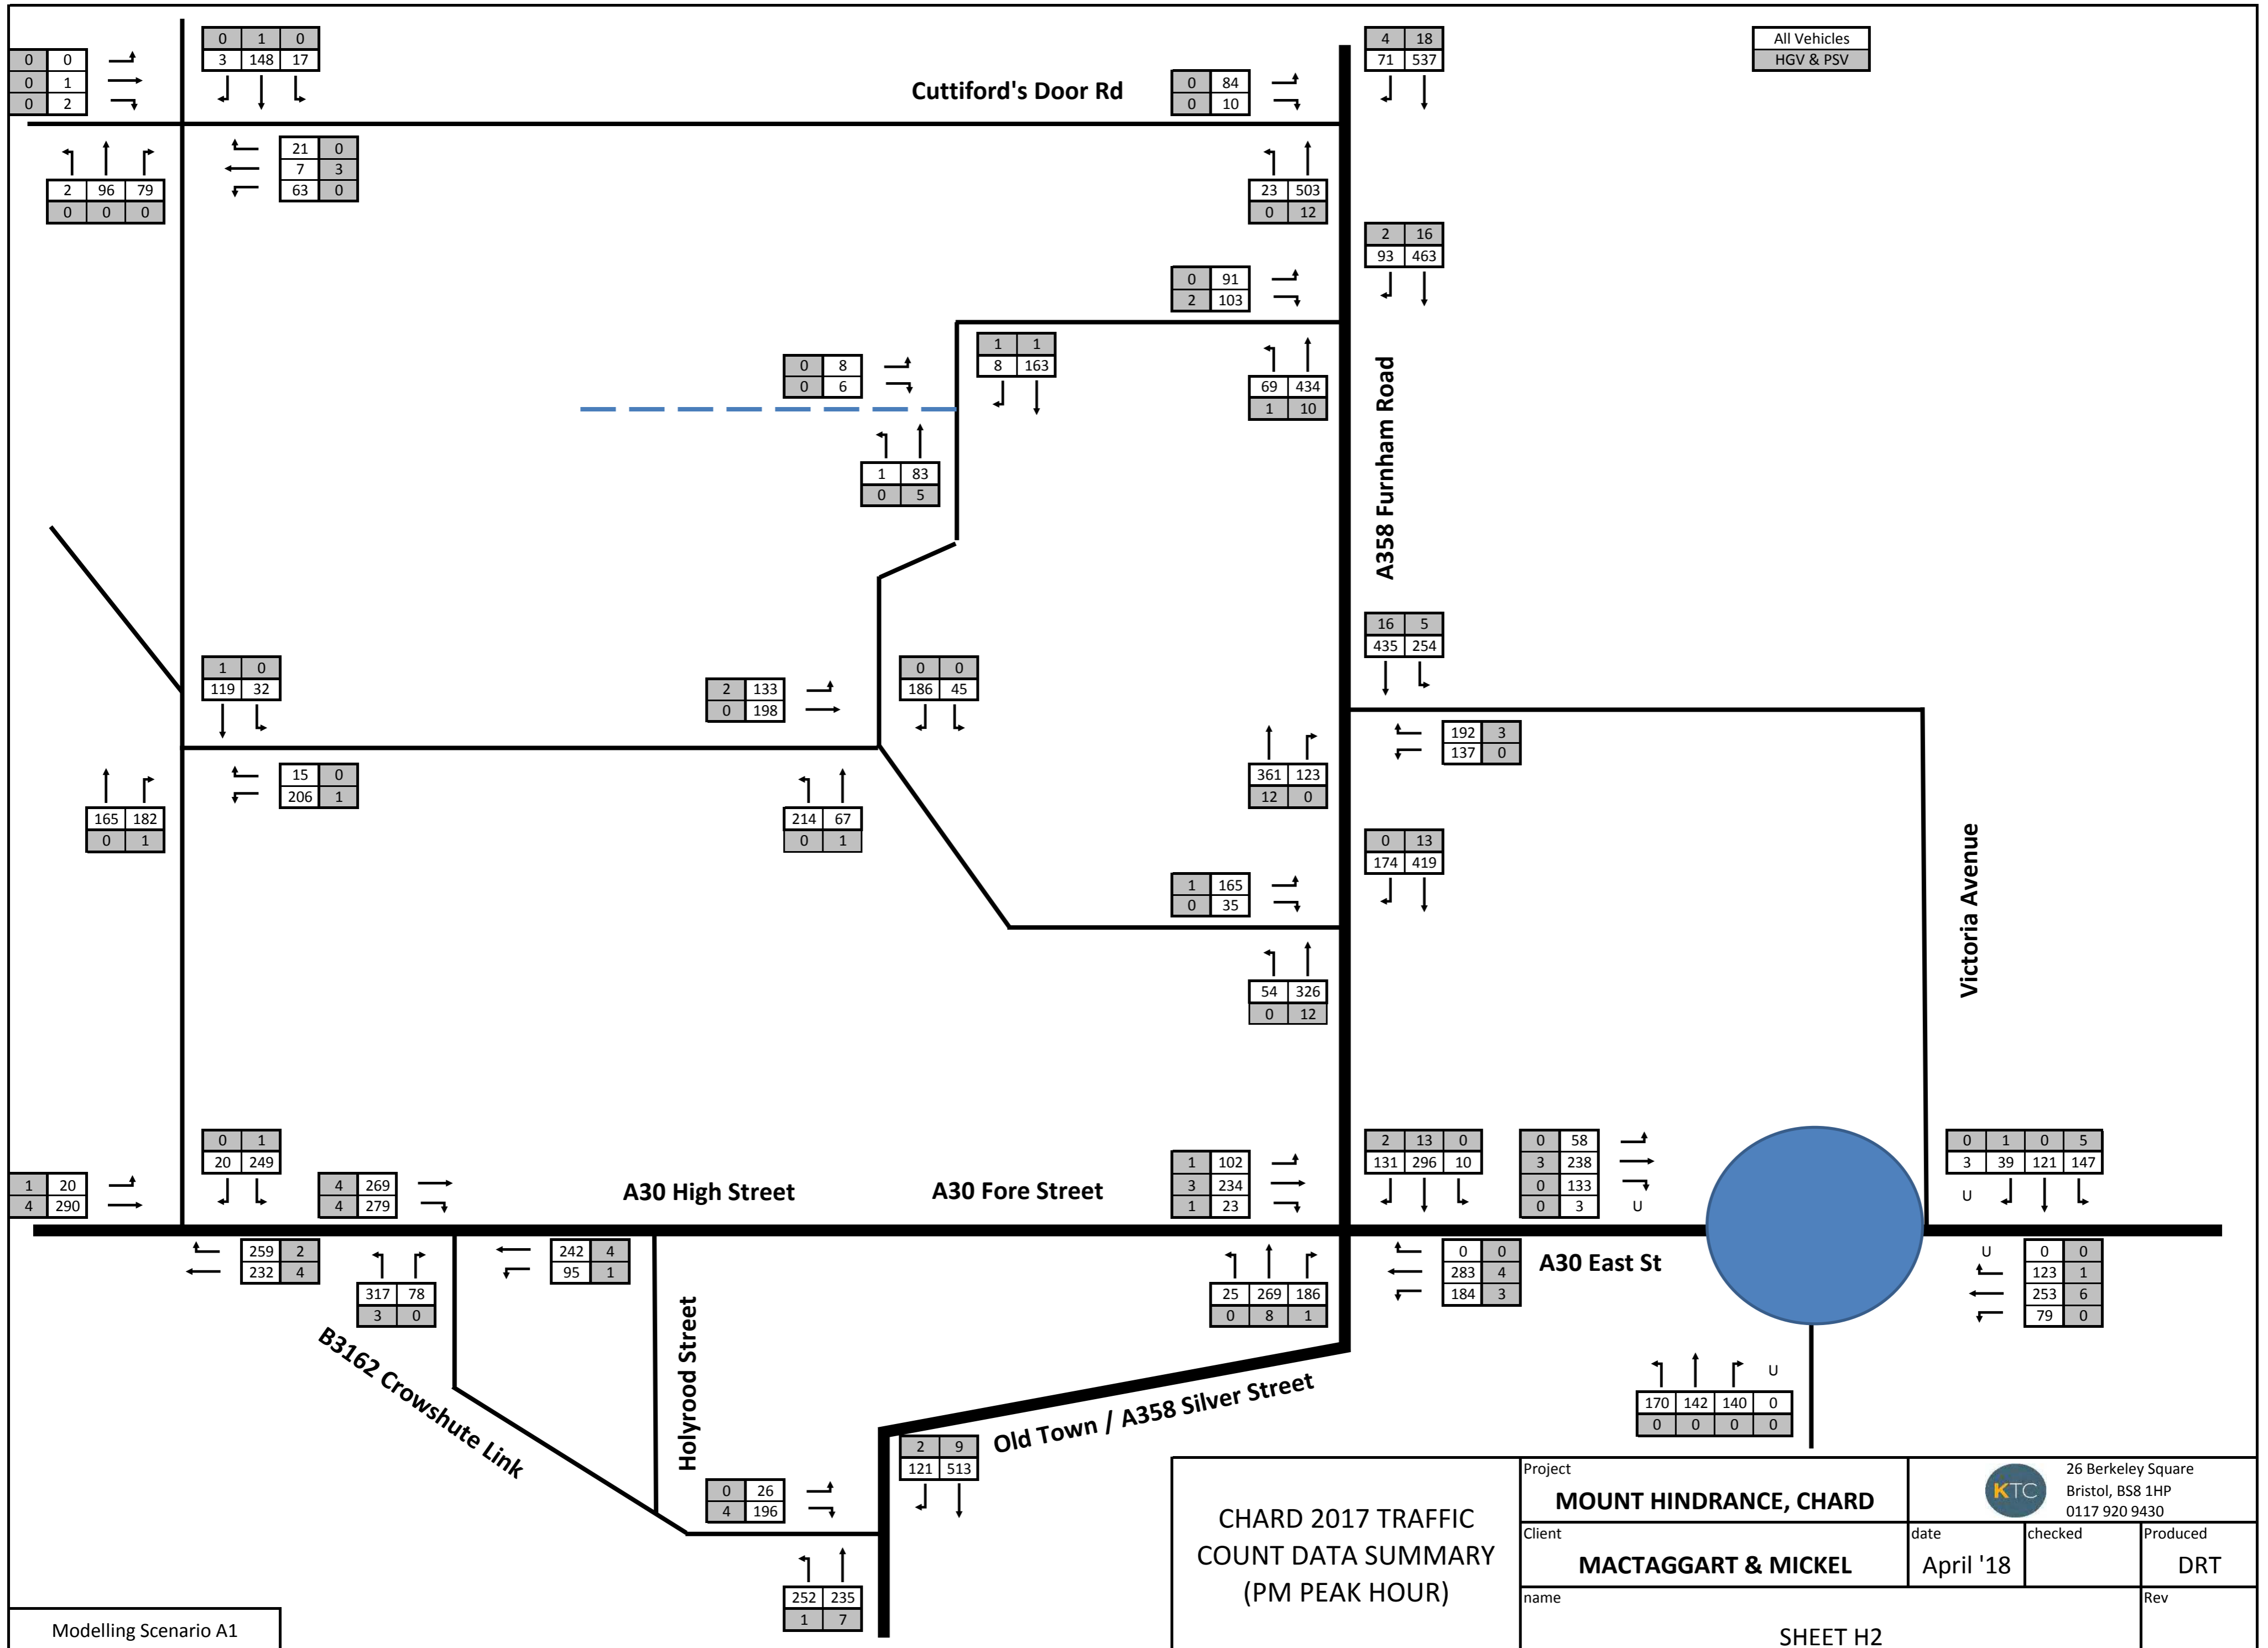 0 0
0 1
0 2
0 1 0
3 148 17
Cuttiford's Door Rd
0 84
0 10
4 18
71 537
All Vehicles
HGV & PSV
2 96 79
0 0 0
21 0
7 3
63 0
23 503
0 12
2 16
93 463
0 91
2 103
0 8
0 6
1 1
8 163
69 434
1 10
A358 Furnham Road
1 83
0 5
16 5
435 254
1 0
119 32
2 133
0 198
0 0
186 45
192 3
137 0
15 0
206 1
165 182
0 1
214 67
0 1
361 123
12 0
0 13
174 419
Victoria Avenue
1 165
0 35
54 326
0 12
1 20
4 290
0 1
20 249
4 269
4 279
A30 High Street
A30 Fore Street
1 102
3 234
1 23
2 13 0
131 296 10
0 58
3 238
0 133
0 3 U
0 1 0 5
3 39 121 147
U
259 2
232 4
317 78
3 0
242 4
95 1
25 269 186
0 8 1
0 0
283 4
184 3
A30 East St
U 0 0
123 1
253 6
79 0
B3162 Crowshute Link
Holyrood Street
Old Town / A358 Silver Street
U
170 142 140 0
0 0 0 0
2 9
121 513
0 26
4 196
252 235
1 7
Modelling Scenario A1
CHARD 2017 TRAFFIC
COUNT DATA SUMMARY
(PM PEAK HOUR)
Project
MOUNT HINDRANCE, CHARD
KTC
26 Berkeley Square
Bristol, BS8 1HP
0117 920 9430
Client
MACTAGGART & MICKEL
date
April '18
checked
Produced
DRT
name
SHEET H2
Rev